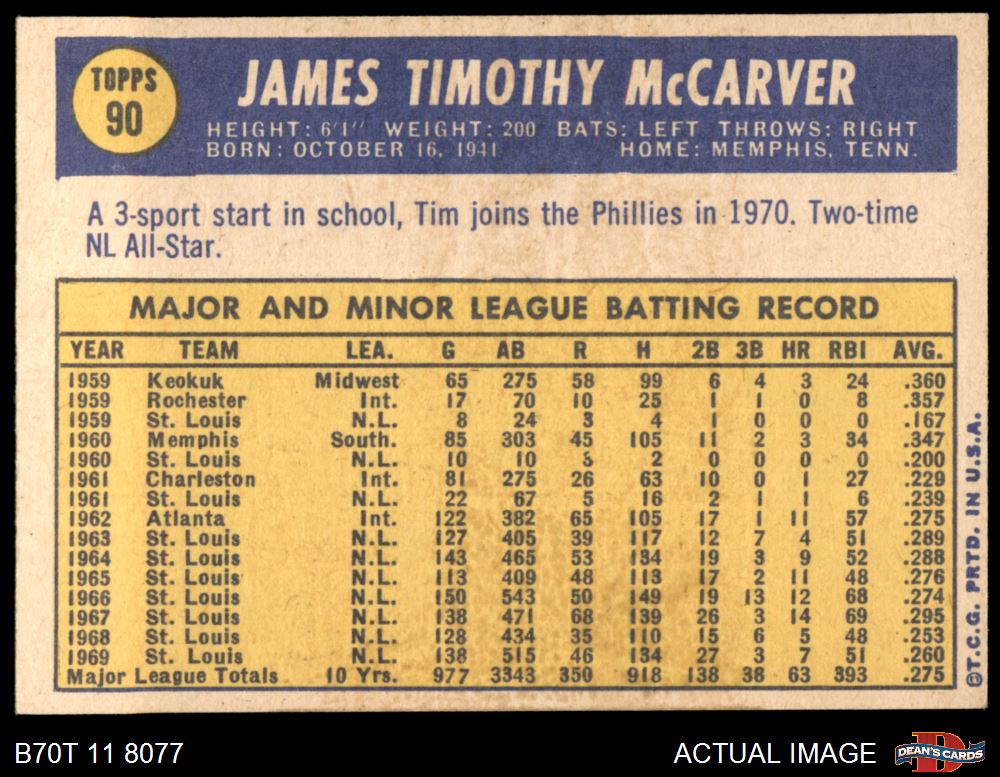 TOPPS
90
JAMES TIMOTHY McCARVER
HEIGHT: 6'1" WEIGHT: 200 BATS: LEFT THROWS: RIGHT
BORN: OCTOBER 16, 1941 HOME: MEMPHIS, TENN.
A 3-sport start in school, Tim joins the Phillies in 1970. Two-time
NL All-Star.
MAJOR AND MINOR LEAGUE BATTING RECORD
YEAR TEAM LEA. G AB R H 2B 3B HR RBI AVG.
1959 Keokuk Midwest 65 275 58 99 6 4 3 24 .360
1959 Rochester Int. 17 70 10 25 1 1 0 8 .357
1959 St. Louis N.L. 8 24 3 4 1 0 0 0 .167
1960 Memphis South. 85 303 45 105 11 2 3 34 .347
1960 St. Louis N.L. 10 10 3 2 0 0 0 0 .200
1961 Charleston Int. 81 275 26 63 10 0 1 27 .229
1961 St. Louis N.L. 22 67 5 16 2 1 1 6 .239
1962 Atlanta Int. 122 382 65 105 17 1 11 57 .275
1963 St. Louis N.L. 127 405 39 117 12 7 4 51 .289
1964 St. Louis N.L. 143 465 53 134 19 3 9 52 .288
1965 St. Louis N.L. 113 409 48 113 17 2 11 48 .276
1966 St. Louis N.L. 150 543 50 149 19 13 12 68 .274
1967 St. Louis N.L. 138 471 68 139 26 3 14 69 .295
1968 St. Louis N.L. 128 434 35 110 15 6 5 48 .253
1969 St. Louis N.L. 138 515 46 134 27 3 7 51 .260
Major League Totals 10 Yrs. 977 3343 350 918 138 38 63 393 .275
©T.C.G. PRTD. IN U.S.A.
B70T 11 8077
ACTUAL IMAGE
DEAN'S CARDS